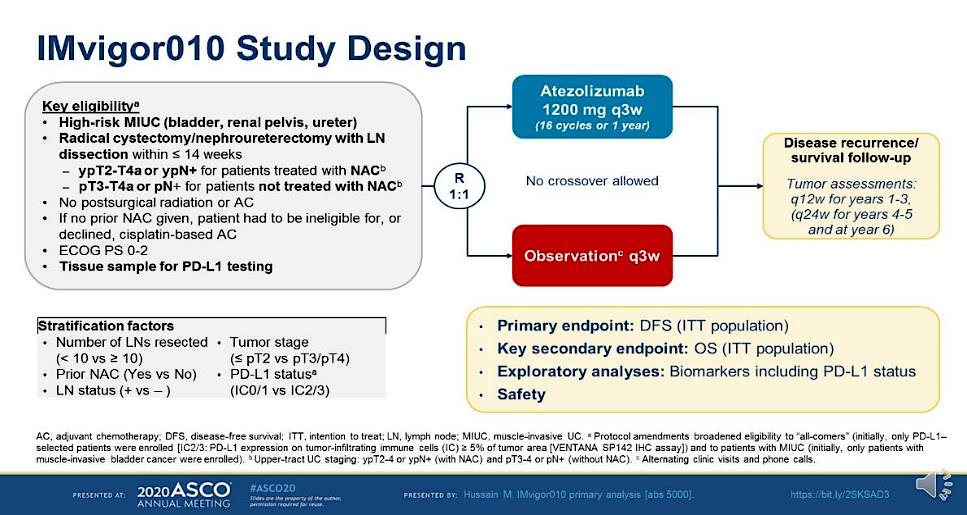 IMvigor010 Study Design
Key eligibilityᵃ
• High-risk MIUC (bladder, renal pelvis, ureter)
• Radical cystectomy/nephroureterectomy with LN
dissection within ≤ 14 weeks
– ypT2-T4a or ypN+ for patients treated with NACᵇ
– pT3-T4a or pN+ for patients not treated with NACᵇ
• No postsurgical radiation or AC
• If no prior NAC given, patient had to be ineligible for, or
declined, cisplatin-based AC
• ECOG PS 0-2
• Tissue sample for PD-L1 testing
R
1:1
Atezolizumab
1200 mg q3w
(16 cycles or 1 year)
No crossover allowed
Observationᶜ q3w
Disease recurrence/
survival follow-up
Tumor assessments:
q12w for years 1-3,
(q24w for years 4-5
and at year 6)
Stratification factors
• Number of LNs resected
(< 10 vs ≥ 10)
• Prior NAC (Yes vs No)
• LN status (+ vs – )
• Tumor stage
(≤ pT2 vs pT3/pT4)
• PD-L1 statusᵃ
(IC0/1 vs IC2/3)
• Primary endpoint: DFS (ITT population)
• Key secondary endpoint: OS (ITT population)
• Exploratory analyses: Biomarkers including PD-L1 status
• Safety
AC, adjuvant chemotherapy; DFS, disease-free survival; ITT, intention to treat; LN, lymph node; MIUC, muscle-invasive UC. ᵃ Protocol amendments broadened eligibility to “all-comers” (initially, only PD-L1–
selected patients were enrolled [IC2/3: PD-L1 expression on tumor-infiltrating immune cells (IC) ≥ 5% of tumor area [VENTANA SP142 IHC assay]) and to patients with MIUC (initially, only patients with
muscle-invasive bladder cancer were enrolled). ᵇ Upper-tract UC staging: ypT2-4 or ypN+ (with NAC) and pT3-4 or pN+ (without NAC). ᶜ Alternating clinic visits and phone calls.
PRESENTED AT:
2020 ASCO
ANNUAL MEETING
#ASCO20
Slides are the property of the author,
permission required for reuse.
PRESENTED BY: Hussain M. IMvigor010 primary analysis [abs 5000].
https://bit.ly/2SKSAD3